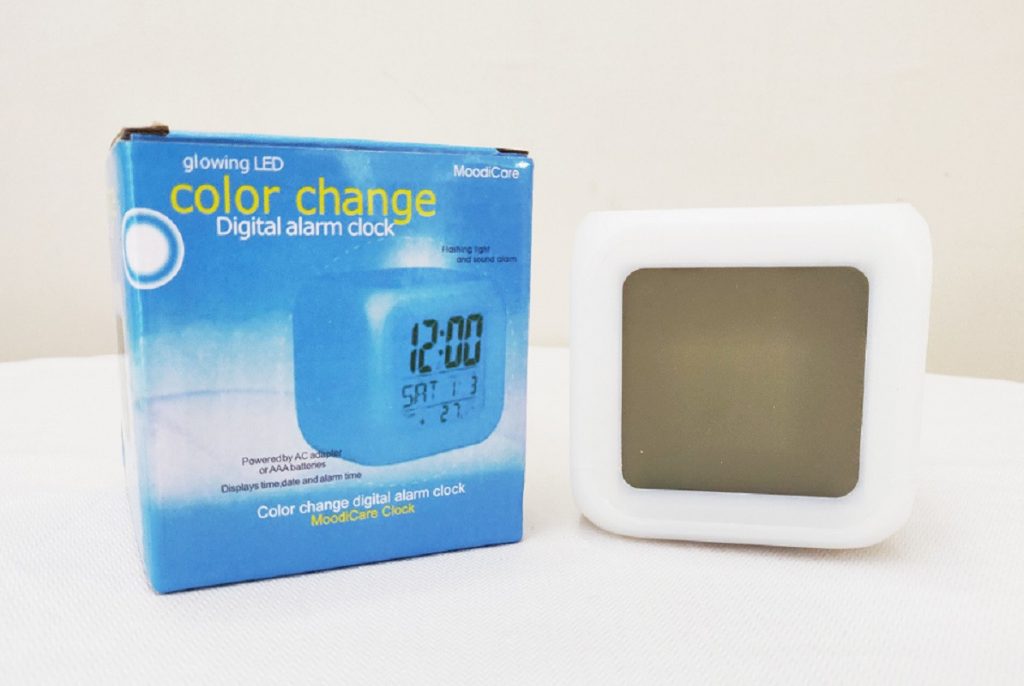 glowing LED
MoodiCare
color change
Digital alarm clock
Flashing light
and sound alarm
12:00
SAT 1 3
27
Powered by AC adapter
or AAA batteries
Displays time,date and alarm time
Color change digital alarm clock
MoodiCare Clock